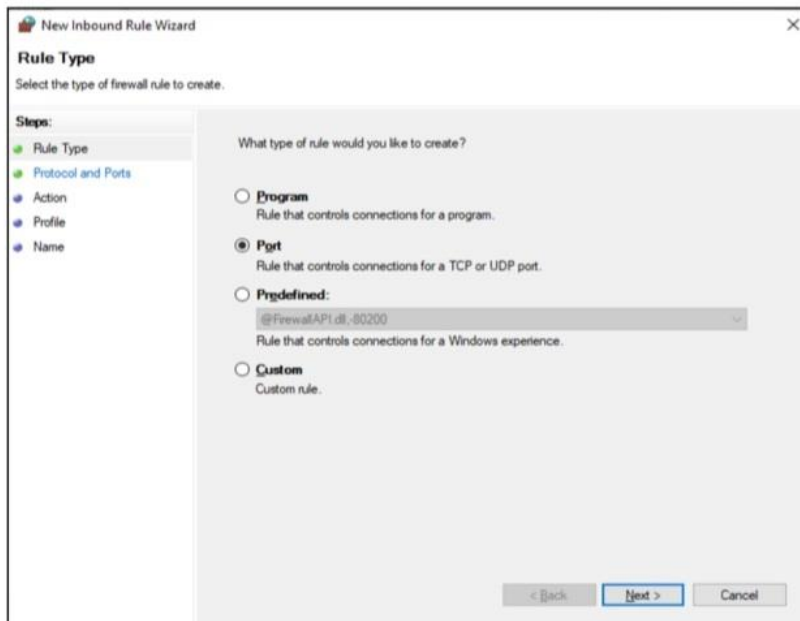 New Inbound Rule Wizard
Rule Type
Select the type of firewall rule to create.
Steps:
Rule Type
Protocol and Ports
Action
Profile
Name
What type of rule would you like to create?
Program
Rule that controls connections for a program.
Port
Rule that controls connections for a TCP or UDP port.
Predefined:
@FirewallAPI.dll,-80200
Rule that controls connections for a Windows experience.
Custom
Custom rule.
< Back
Next >
Cancel